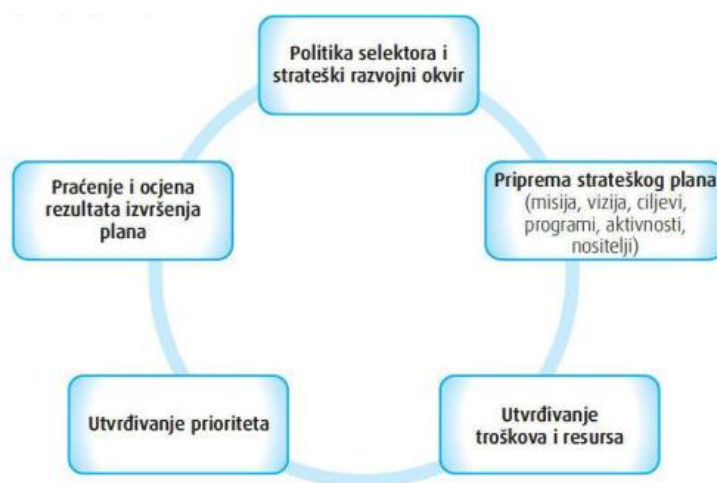 Politika selektora i
strateški razvojni okvir
Priprema strateškog plana
(misija, vizija, ciljevi,
programi, aktivnosti,
nositelji)
Utvrđivanje
troškova i resursa
Utvrđivanje prioriteta
Praćenje i ocjena
rezultata izvršenja
plana